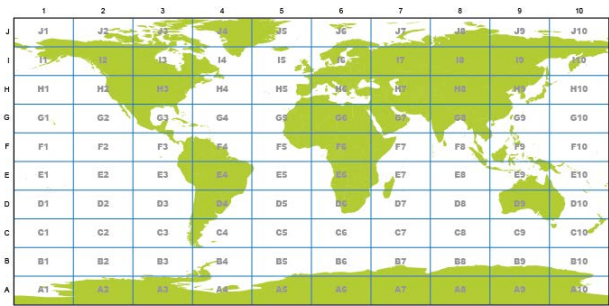 1 2 3 4 5 6 7 8 9 10
J J1 J2 J3 J4 J5 J6 J7 J8 J9 J10
I I1 I2 I3 I4 I5 I6 I7 I8 I9 I10
H H1 H2 H3 H4 H5 H6 H7 H8 H9 H10
G G1 G2 G3 G4 G5 G6 G7 G8 G9 G10
F F1 F2 F3 F4 F5 F6 F7 F8 F9 F10
E E1 E2 E3 E4 E5 E6 E7 E8 E9 E10
D D1 D2 D3 D4 D5 D6 D7 D8 D9 D10
C C1 C2 C3 C4 C5 C6 C7 C8 C9 C10
B B1 B2 B3 B4 B5 B6 B7 B8 B9 B10
A A1 A2 A3 A4 A5 A6 A7 A8 A9 A10